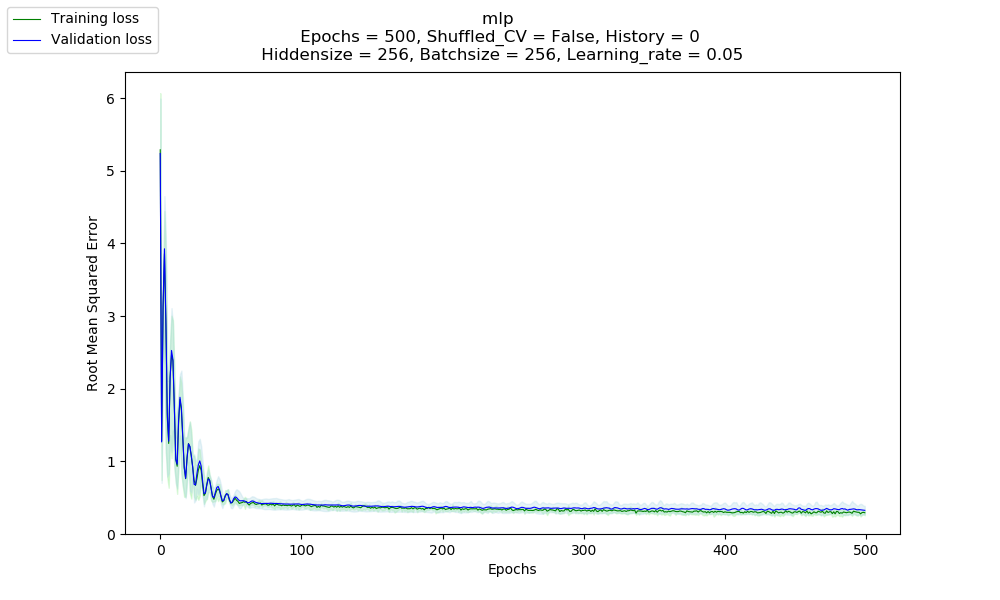 Training loss
Validation loss
mlp
Epochs = 500, Shuffled_CV = False, History = 0
Hiddensize = 256, Batchsize = 256, Learning_rate = 0.05
Root Mean Squared Error
6
5
4
3
2
1
0
0 100 200 300 400 500
Epochs